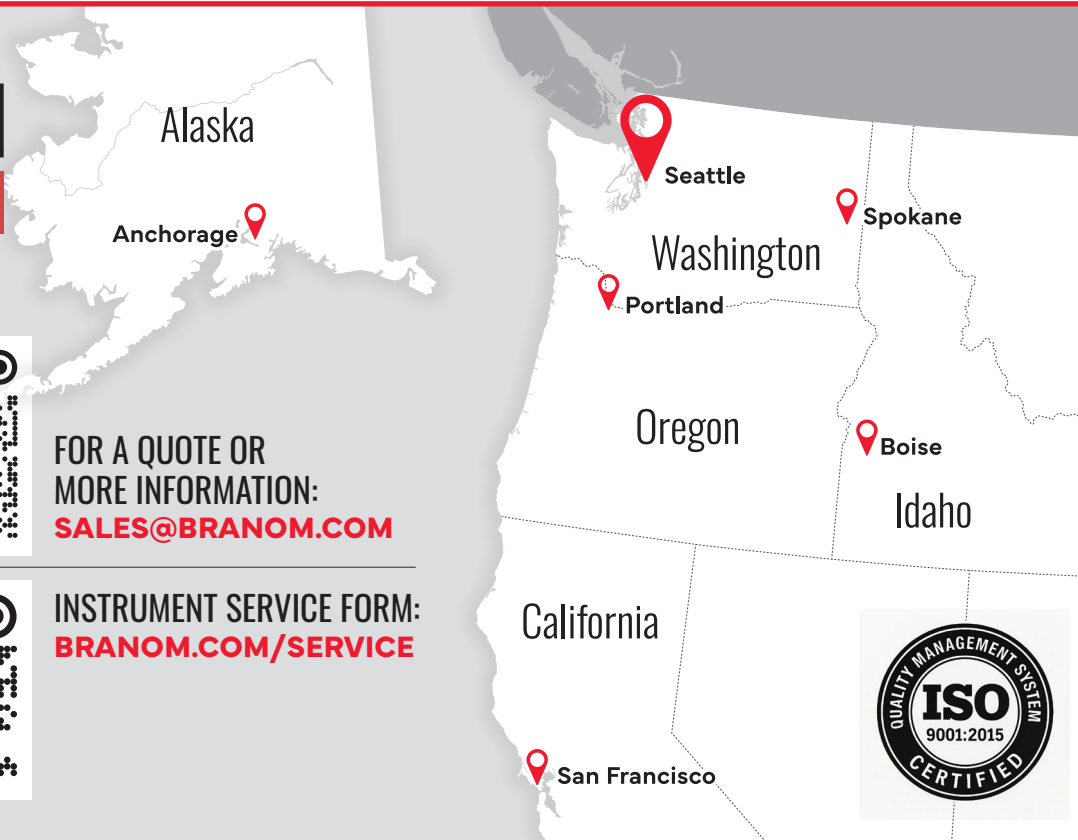 Alaska
Anchorage
Seattle
Spokane
Washington
Portland
Oregon
Boise
Idaho
California
San Francisco
FOR A QUOTE OR
MORE INFORMATION:
SALES@BRANOM.COM
INSTRUMENT SERVICE FORM:
BRANOM.COM/SERVICE
QUALITY MANAGEMENT SYSTEM
ISO
9001:2015
CERTIFIED